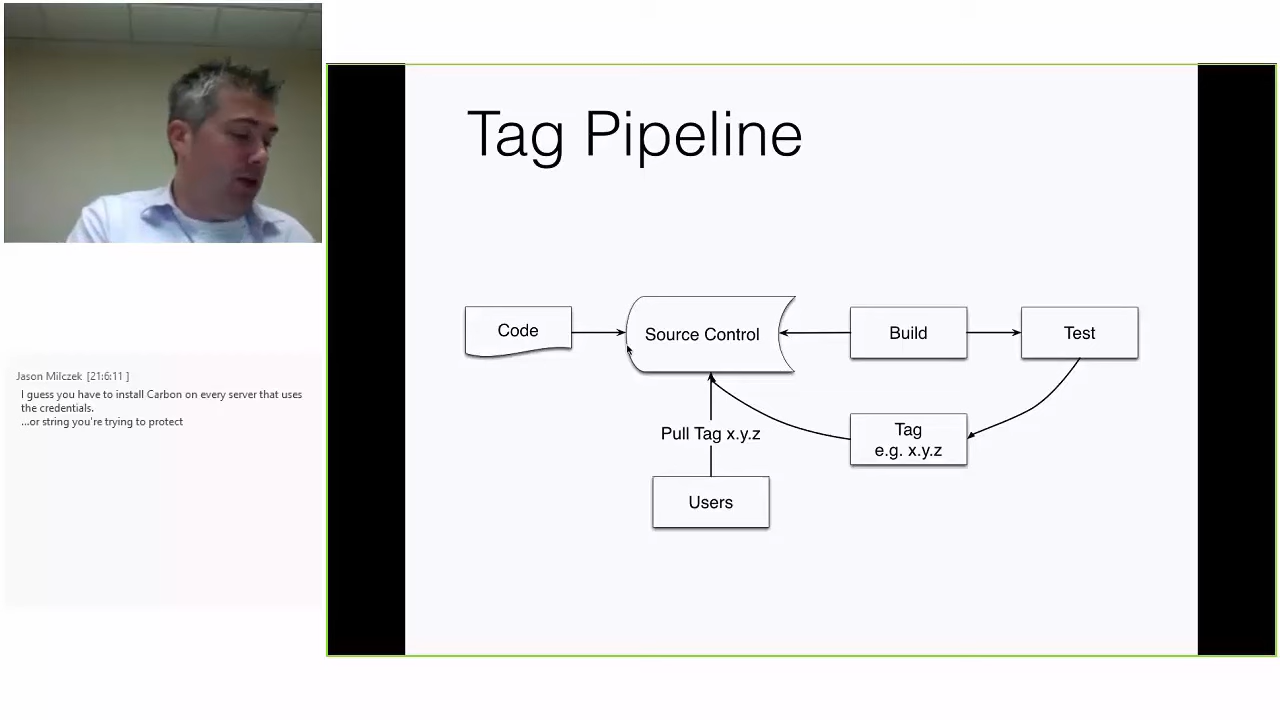 Tag Pipeline
Code
Source Control
Build
Test
Pull Tag x.y.z
Tag
e.g. x.y.z
Users
Jason Milczek [21:6:11 ]
I guess you have to install Carbon on every server that uses
the credentials.
...or string you're trying to protect